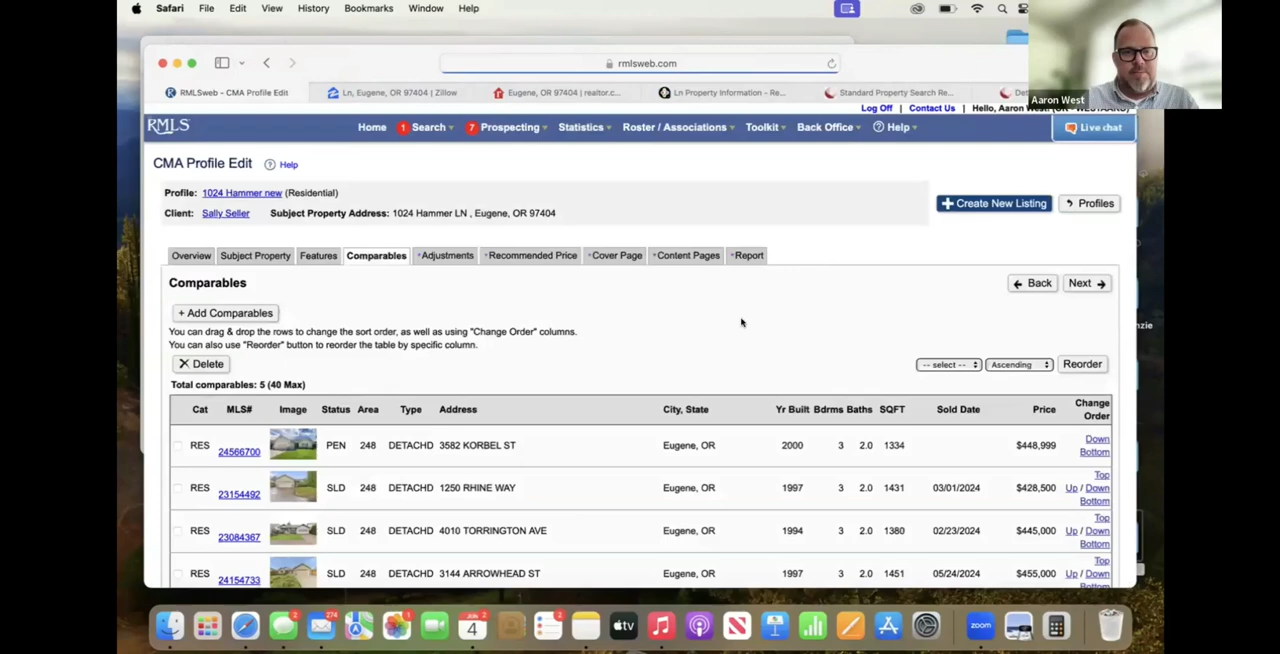 Safari File Edit View History Bookmarks Window Help
Aaron West
rmlsweb.com
RMLSweb - CMA Profile Edit
Ln, Eugene, OR 97404 | Zillow
Eugene, OR 97404 | realtor.c...
Ln Property Information - Re...
Standard Property Search Re...
Log Off | Contact Us | Hello, Aaron West!
RMLS
Home 1 Search 7 Prospecting Statistics Roster / Associations Toolkit Back Office Help Live chat
CMA Profile Edit Help
Profile: 1024 Hammer new (Residential)
Client: Sally Seller Subject Property Address: 1024 Hammer LN , Eugene, OR 97404
Create New Listing Profiles
Overview Subject Property Features Comparables *Adjustments *Recommended Price *Cover Page *Content Pages *Report
Comparables Back Next
+ Add Comparables
You can drag & drop the rows to change the sort order, as well as using "Change Order" columns.
You can also use "Reorder" button to reorder the table by specific column.
Delete -- select -- Ascending Reorder
Total comparables: 5 (40 Max)
Cat MLS# Image Status Area Type Address City, State Yr Built Bdrms Baths SQFT Sold Date Price Change Order
RES 24566700 PEN 248 DETACHD 3582 KORBEL ST Eugene, OR 2000 3 2.0 1334 $448,999 Down Bottom
RES 23154492 SLD 248 DETACHD 1250 RHINE WAY Eugene, OR 1997 3 2.0 1431 03/01/2024 $428,500 Top Up / Down Bottom
RES 23084367 SLD 248 DETACHD 4010 TORRINGTON AVE Eugene, OR 1994 3 2.0 1380 02/23/2024 $445,000 Top Up / Down Bottom
RES 24154733 SLD 248 DETACHD 3144 ARROWHEAD ST Eugene, OR 1997 3 2.0 1451 05/24/2024 $455,000 Top Up / Down Bottom
nzie
2 274 1 JUN 4 2 2 tv zoom